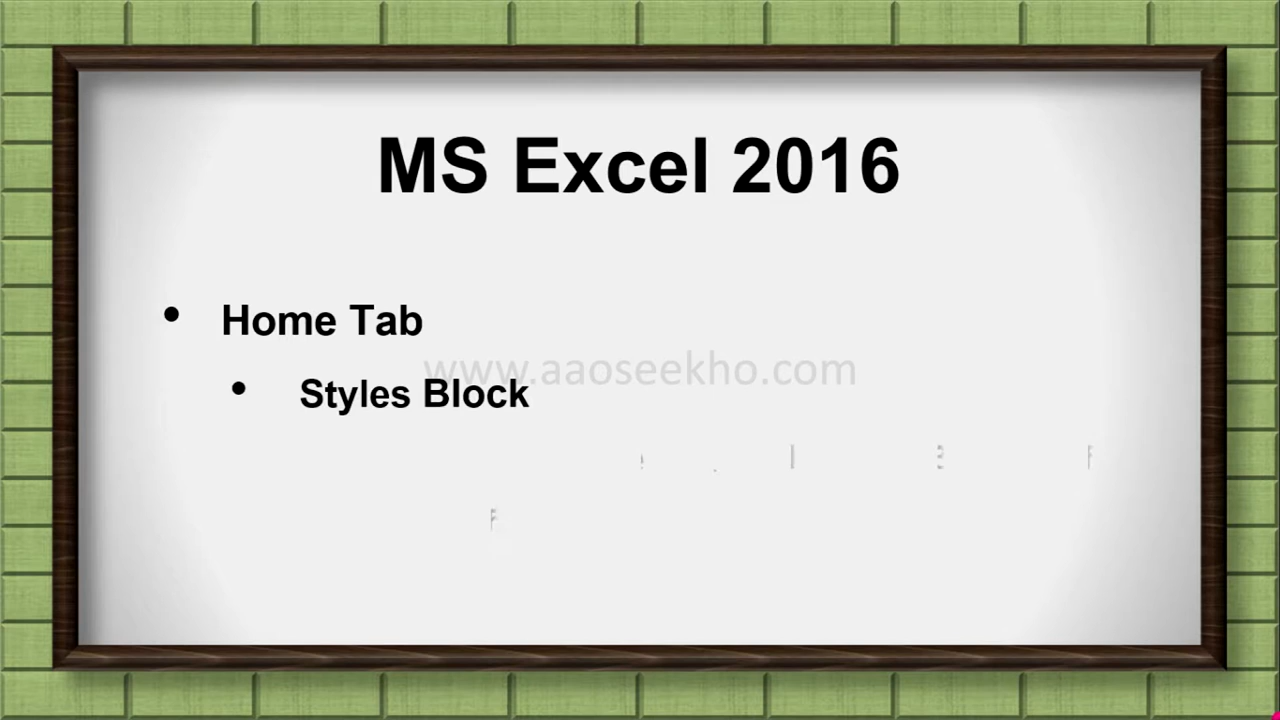 MS Excel 2016
• Home Tab
www.aaoseekho.com
• Styles Block